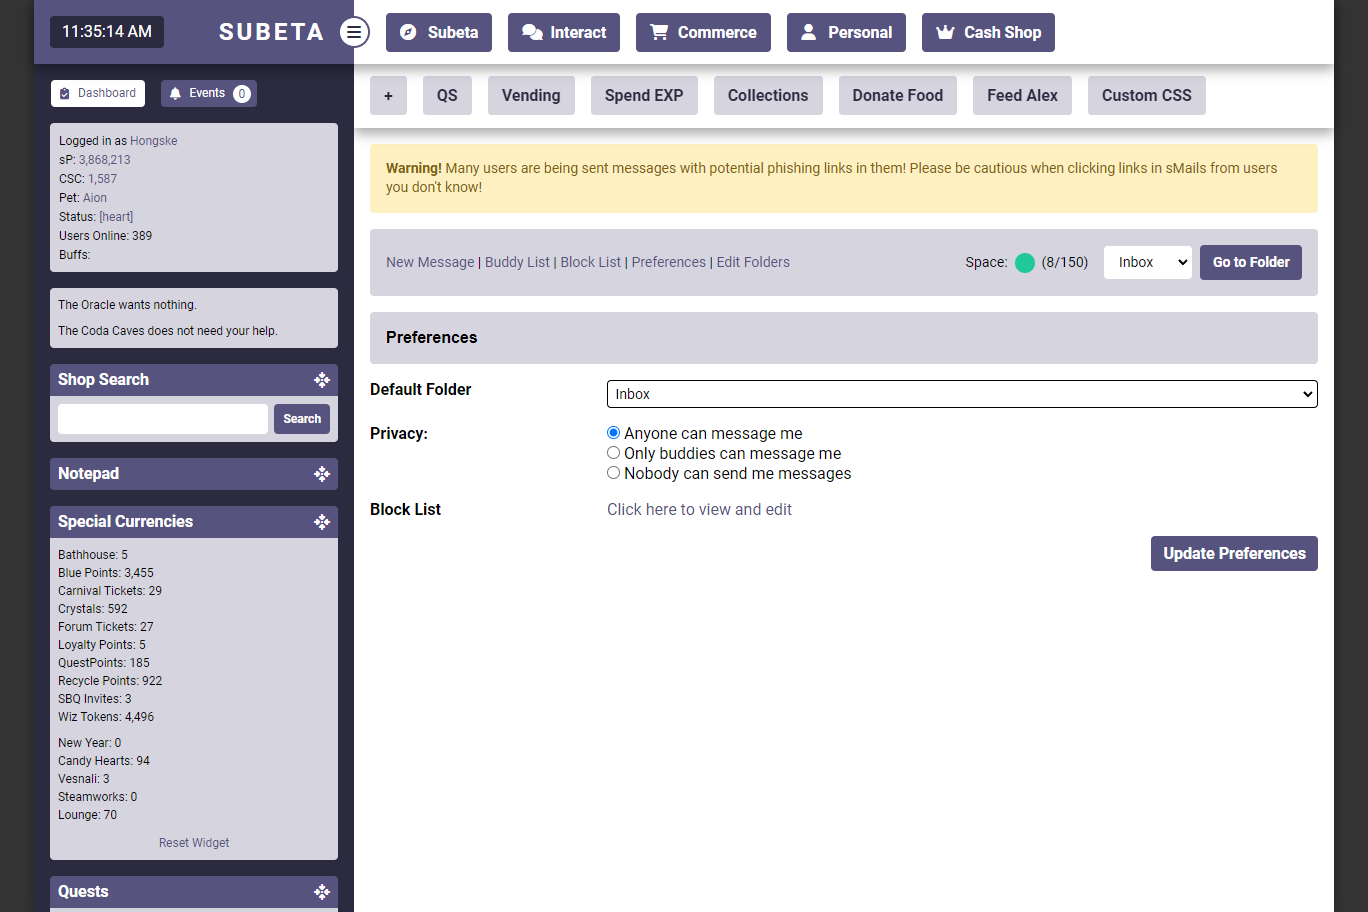 11:35:14 AM
SUBETA
Subeta
Interact
Commerce
Personal
Cash Shop
Dashboard
Events 0
+
QS
Vending
Spend EXP
Collections
Donate Food
Feed Alex
Custom CSS
Logged in as Hongske
sP: 3,868,213
CSC: 1,587
Pet: Aion
Status: [heart]
Users Online: 389
Buffs:
The Oracle wants nothing.
The Coda Caves does not need your help.
Shop Search
Search
Notepad
Special Currencies
Bathhouse: 5
Blue Points: 3,455
Carnival Tickets: 29
Crystals: 592
Forum Tickets: 27
Loyalty Points: 5
QuestPoints: 185
Recycle Points: 922
SBQ Invites: 3
Wiz Tokens: 4,496
New Year: 0
Candy Hearts: 94
Vesnali: 3
Steamworks: 0
Lounge: 70
Reset Widget
Quests
Warning! Many users are being sent messages with potential phishing links in them! Please be cautious when clicking links in sMails from users
you don't know!
New Message | Buddy List | Block List | Preferences | Edit Folders
Space: (8/150)
Inbox
Go to Folder
Preferences
Default Folder
Inbox
Privacy:
Anyone can message me
Only buddies can message me
Nobody can send me messages
Block List
Click here to view and edit
Update Preferences